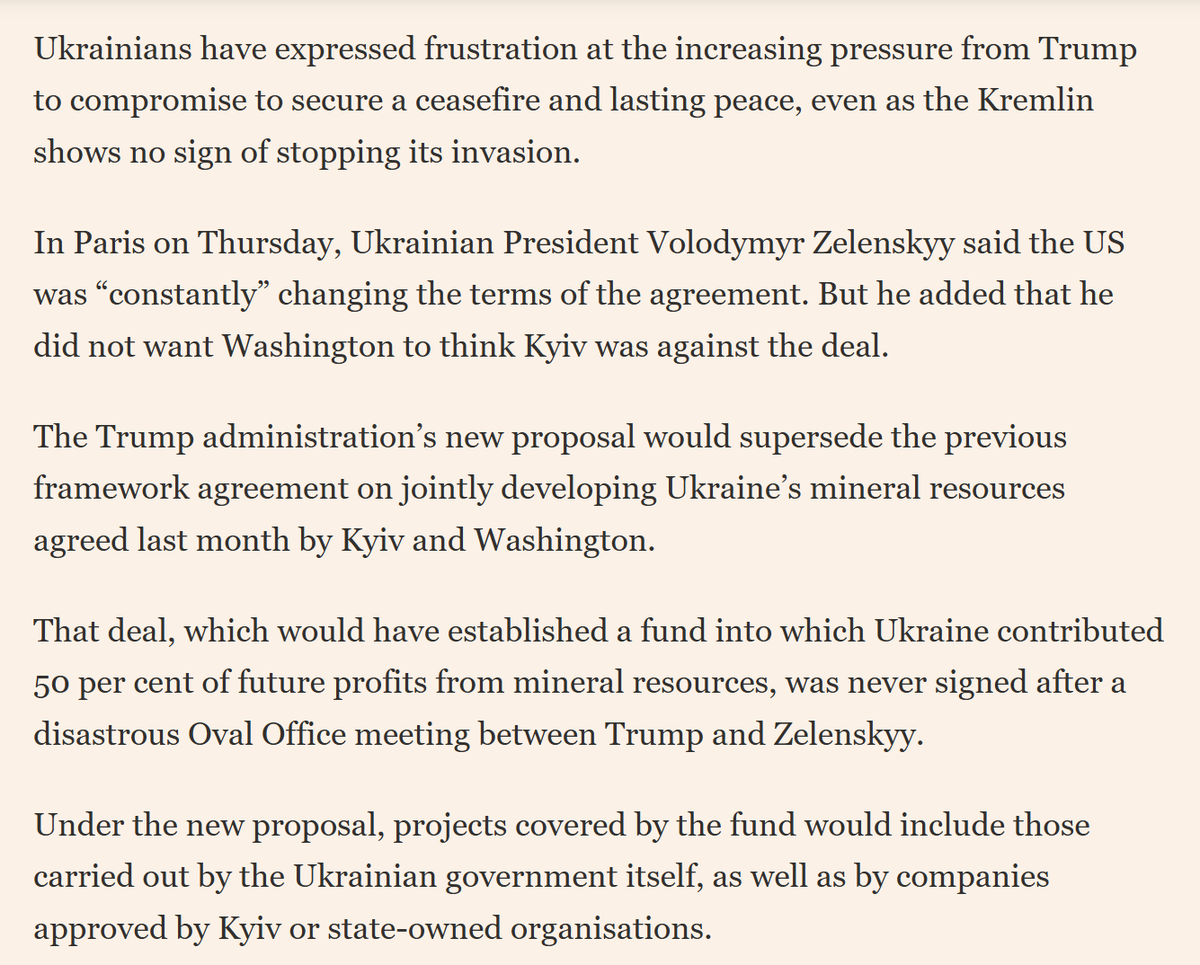 Ukrainians have expressed frustration at the increasing pressure from Trump
to compromise to secure a ceasefire and lasting peace, even as the Kremlin
shows no sign of stopping its invasion.
In Paris on Thursday, Ukrainian President Volodymyr Zelenskyy said the US
was “constantly” changing the terms of the agreement. But he added that he
did not want Washington to think Kyiv was against the deal.
The Trump administration’s new proposal would supersede the previous
framework agreement on jointly developing Ukraine’s mineral resources
agreed last month by Kyiv and Washington.
That deal, which would have established a fund into which Ukraine contributed
50 per cent of future profits from mineral resources, was never signed after a
disastrous Oval Office meeting between Trump and Zelenskyy.
Under the new proposal, projects covered by the fund would include those
carried out by the Ukrainian government itself, as well as by companies
approved by Kyiv or state-owned organisations.